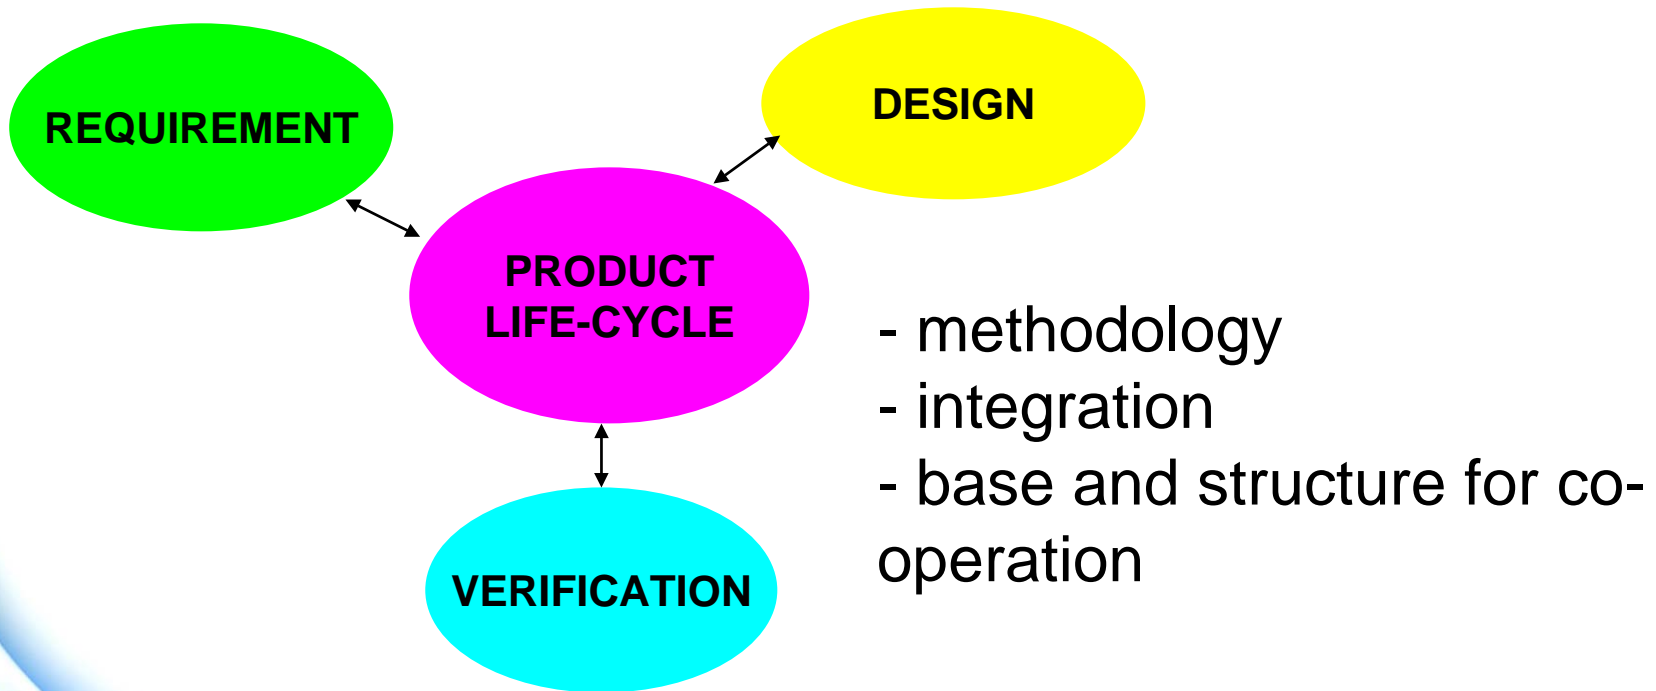 REQUIREMENT
DESIGN
PRODUCT
LIFE-CYCLE
VERIFICATION
- methodology
- integration
- base and structure for co-
operation